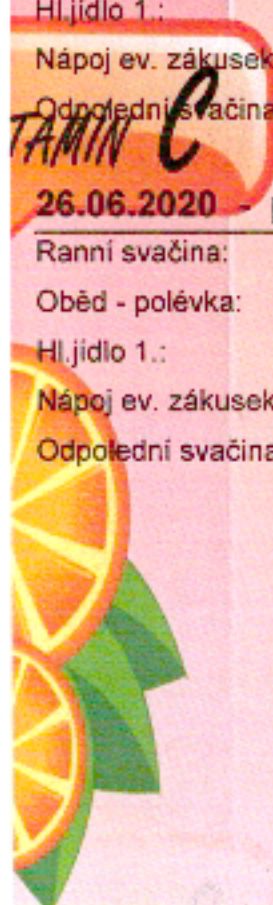 Hl.jídlo 1.:
Nápoj ev. zákusek
Odpolední svačina
TAMIN C
26.06.2020 -
Ranní svačina:
Oběd - polévka:
Hl.jídlo 1.:
Nápoj ev. zákusek
Odpolední svačina